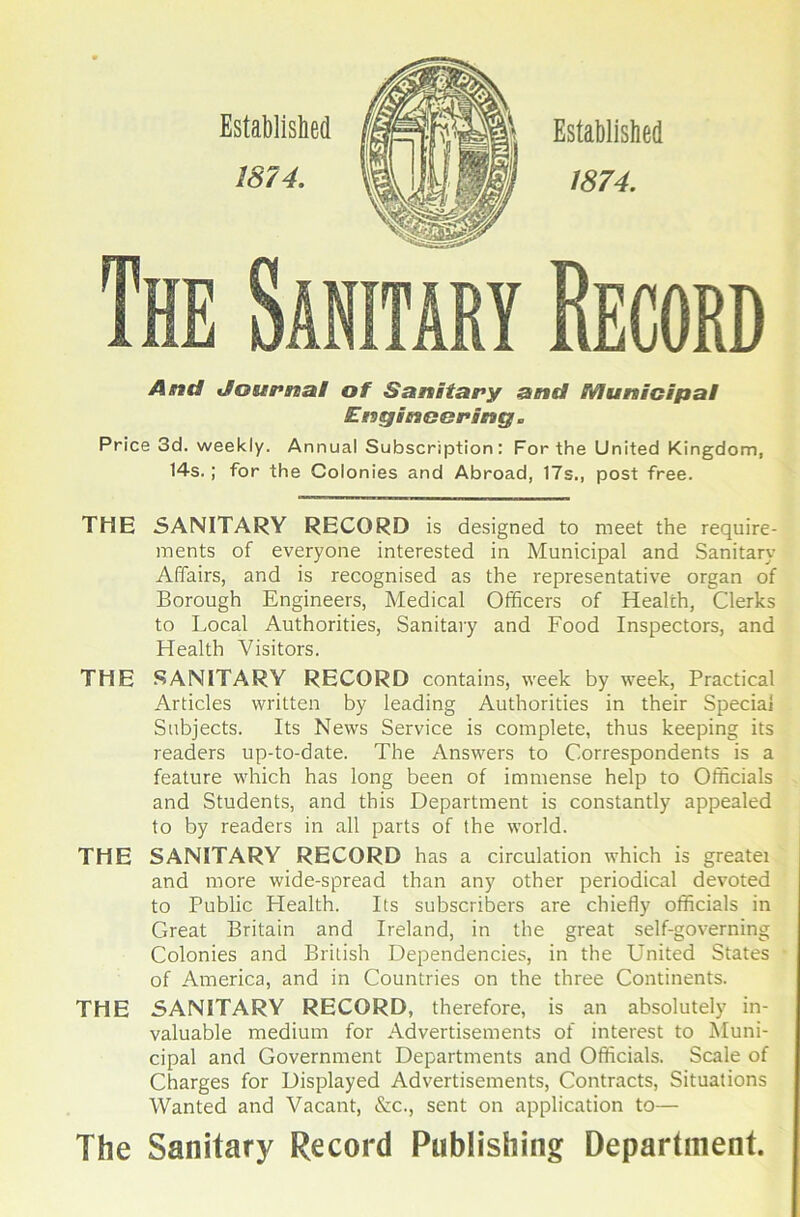 Established
1874.
THE SANITARY PUBLISHING CO
Established
1874.
THE SANITARY RECORD
And Journal of Sanitary and Municipal
Engineering.
Price 3d. weekly. Annual Subscription: For the United Kingdom,
14s.; for the Colonies and Abroad, 17s., post free.
THE SANITARY RECORD is designed to meet the require-
ments of everyone interested in Municipal and Sanitary
Affairs, and is recognised as the representative organ of
Borough Engineers, Medical Officers of Health, Clerks
to Local Authorities, Sanitary and Food Inspectors, and
Health Visitors.
THE SANITARY RECORD contains, week by week, Practical
Articles written by leading Authorities in their Special
Subjects. Its News Service is complete, thus keeping its
readers up-to-date. The Answers to Correspondents is a
feature which has long been of immense help to Officials
and Students, and this Department is constantly appealed
to by readers in all parts of the world.
THE SANITARY RECORD has a circulation which is greater
and more wide-spread than any other periodical devoted
to Public Health. Its subscribers are chiefly officials in
Great Britain and Ireland, in the great self-governing
Colonies and British Dependencies, in the United States
of America, and in Countries on the three Continents.
THE SANITARY RECORD, therefore, is an absolutely in-
valuable medium for Advertisements of interest to Muni-
cipal and Government Departments and Officials. Scale of
Charges for Displayed Advertisements, Contracts, Situations
Wanted and Vacant, &c., sent on application to—
The Sanitary Record Publishing Department.